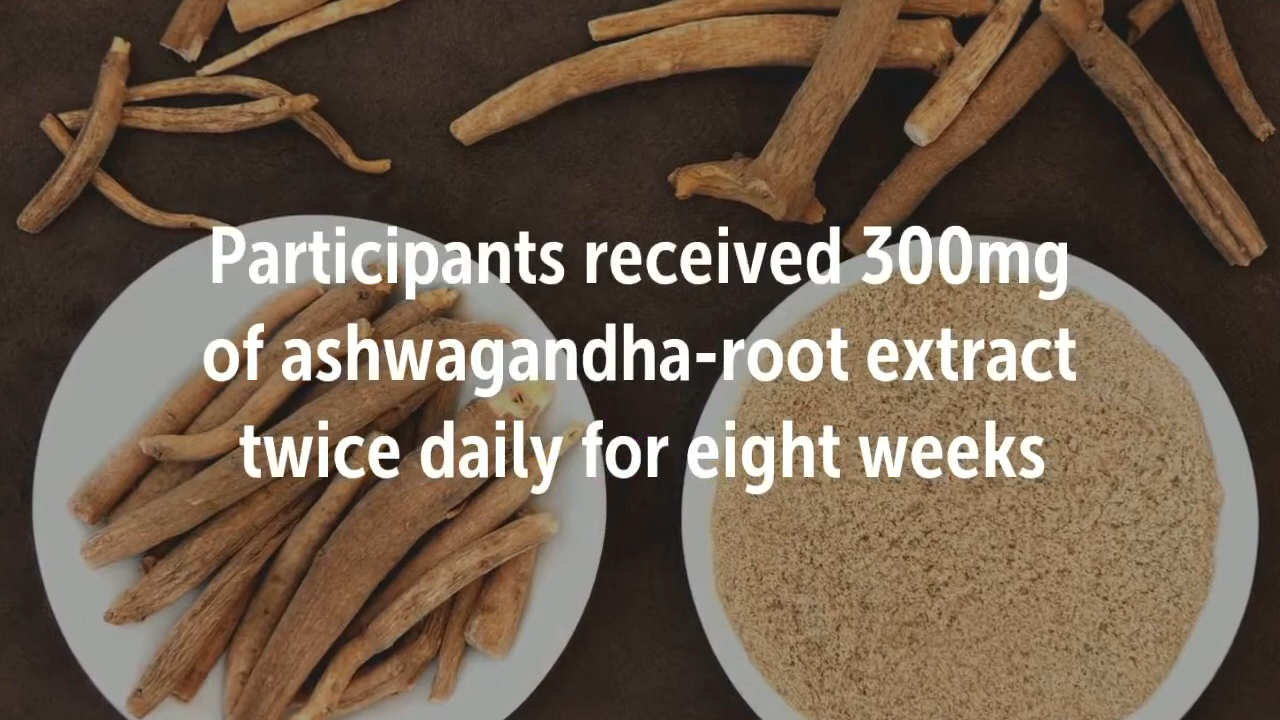 Participants received 300mg
of ashwagandha-root extract
twice daily for eight weeks